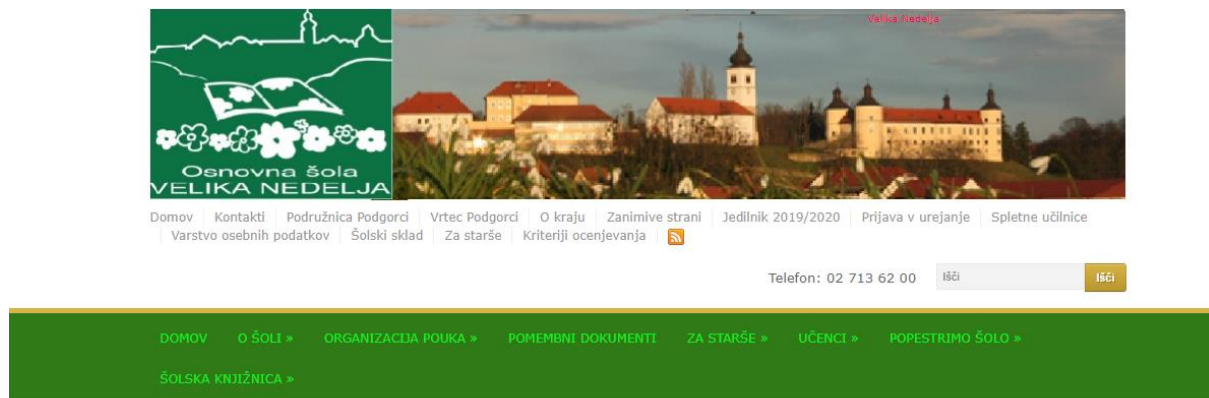 Velika Nedelja
Osnovna šola
VELIKA NEDELJA
Domov Kontakti Podružnica Podgorci Vrtec Podgorci O kraju Zanimive strani Jedilnik 2019/2020 Prijava v urejanje Spletne učilnice
Varstvo osebnih podatkov Šolski sklad Za starše Kriteriji ocenjevanja
Telefon: 02 713 62 00 Išči Išči
DOMOV O ŠOLI » ORGANIZACIJA POUKA » POMEMBNI DOKUMENTI ZA STARŠE » UČENCI » POPESTRIMO ŠOLO »
ŠOLSKA KNJIŽNICA »